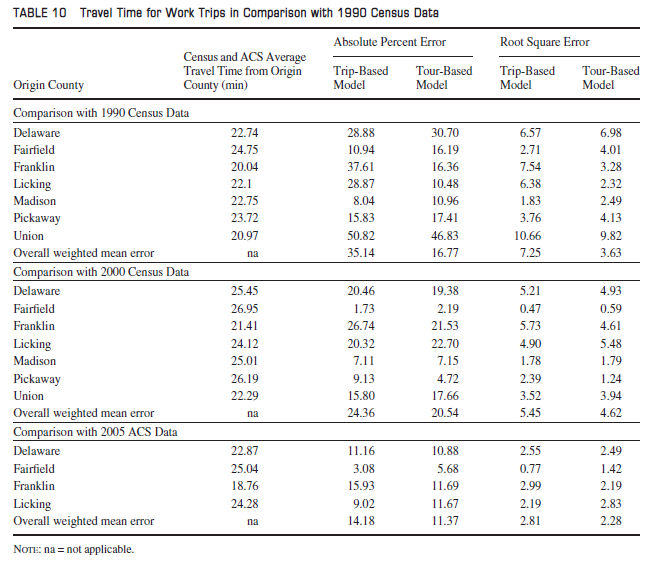 TABLE 10 Travel Time for Work Trips in Comparison with 1990 Census Data
Absolute Percent Error Root Square Error
Census and ACS Average
Travel Time from Origin Trip-Based Tour-Based Trip-Based Tour-Based
Origin County County (min) Model Model Model Model
Comparison with 1990 Census Data
Delaware 22.74 28.88 30.70 6.57 6.98
Fairfield 24.75 10.94 16.19 2.71 4.01
Franklin 20.04 37.61 16.36 7.54 3.28
Licking 22.1 28.87 10.48 6.38 2.32
Madison 22.75 8.04 10.96 1.83 2.49
Pickaway 23.72 15.83 17.41 3.76 4.13
Union 20.97 50.82 46.83 10.66 9.82
Overall weighted mean error na 35.14 16.77 7.25 3.63
Comparison with 2000 Census Data
Delaware 25.45 20.46 19.38 5.21 4.93
Fairfield 26.95 1.73 2.19 0.47 0.59
Franklin 21.41 26.74 21.53 5.73 4.61
Licking 24.12 20.32 22.70 4.90 5.48
Madison 25.01 7.11 7.15 1.78 1.79
Pickaway 26.19 9.13 4.72 2.39 1.24
Union 22.29 15.80 17.66 3.52 3.94
Overall weighted mean error na 24.36 20.54 5.45 4.62
Comparison with 2005 ACS Data
Delaware 22.87 11.16 10.88 2.55 2.49
Fairfield 25.04 3.08 5.68 0.77 1.42
Franklin 18.76 15.93 11.69 2.99 2.19
Licking 24.28 9.02 11.67 2.19 2.83
Overall weighted mean error na 14.18 11.37 2.81 2.28
NOTE: na = not applicable.